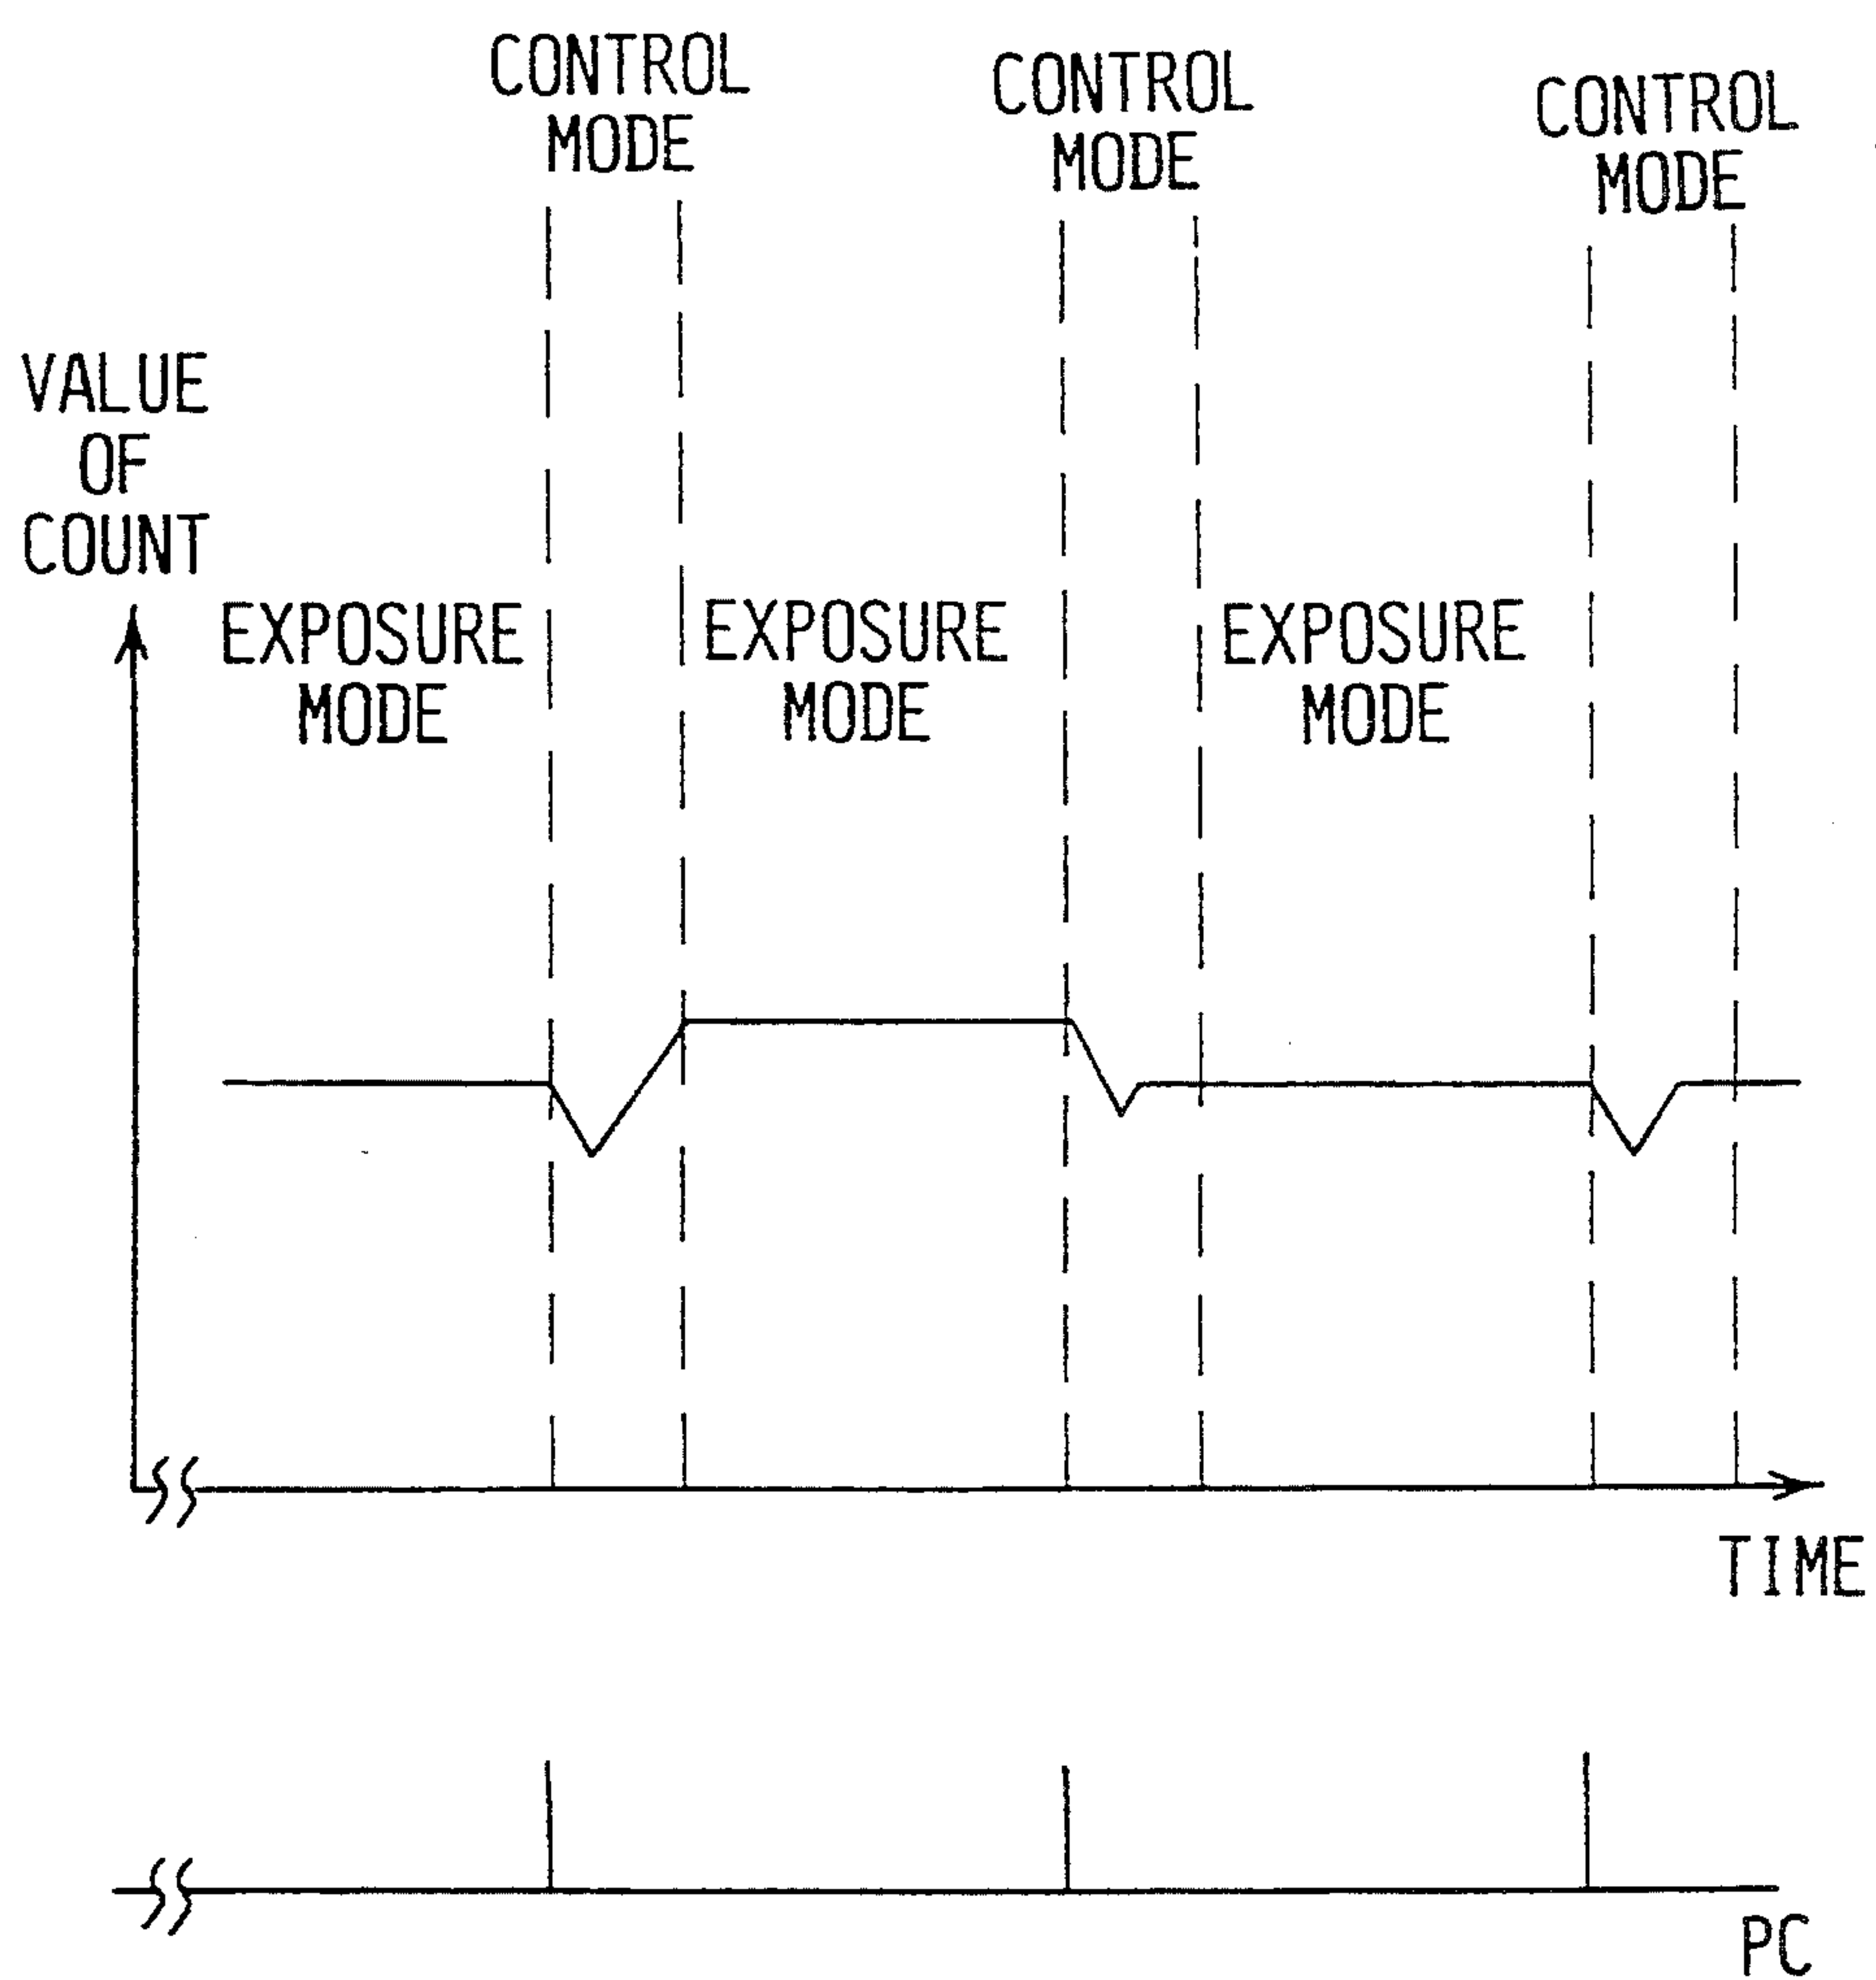 CONTROL
MODE
CONTROL
MODE
CONTROL
MODE
VALUE
OF
COUNT
EXPOSURE
MODE
EXPOSURE
MODE
EXPOSURE
MODE
TIME
PC